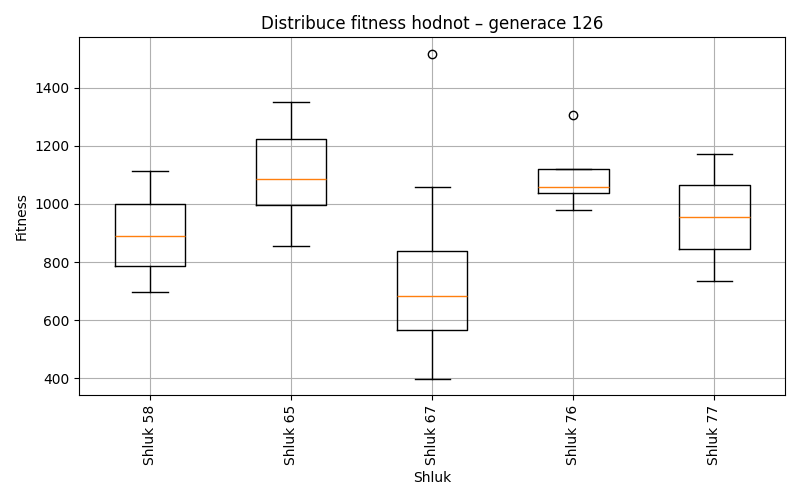 Distribuce fitness hodnot – generace 126
1400
1200
1000
800
600
400
Fitness
Shluk 58
Shluk 65
Shluk 67
Shluk 76
Shluk 77
Shluk